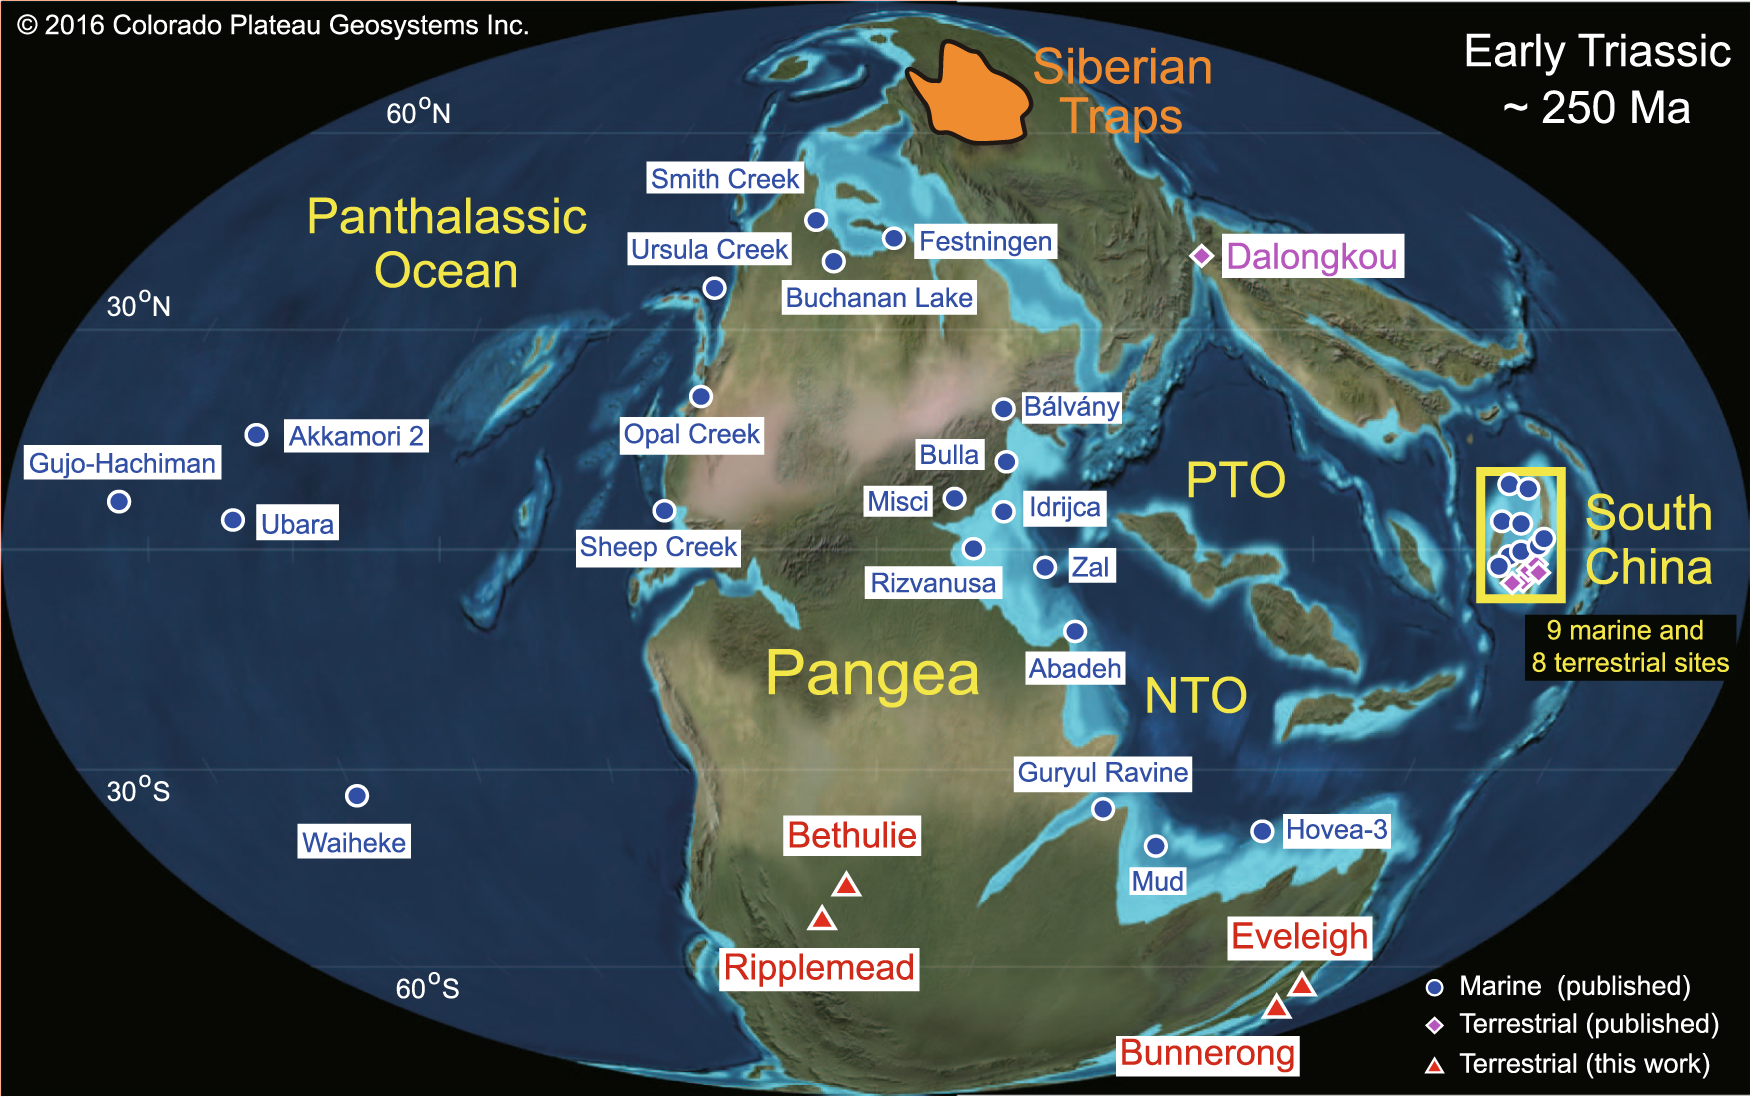 © 2016 Colorado Plateau Geosystems Inc.
Early Triassic
~ 250 Ma
Siberian
Traps
60°N
Smith Creek
Panthalassic
Ocean
Ursula Creek
Festningen
Dalongkou
Buchanan Lake
30°N
Bálvány
Opal Creek
Akkamori 2
Gujo-Hachiman
Bulla
PTO
Misci
Idrijca
South
China
Ubara
Sheep Creek
Zal
Rizvanusa
9 marine and
8 terrestrial sites
Abadeh
Pangea
NTO
Guryul Ravine
30°S
Waiheke
Bethulie
Hovea-3
Mud
Eveleigh
Ripplemead
60°S
Bunnerong
Marine (published)
Terrestrial (published)
Terrestrial (this work)